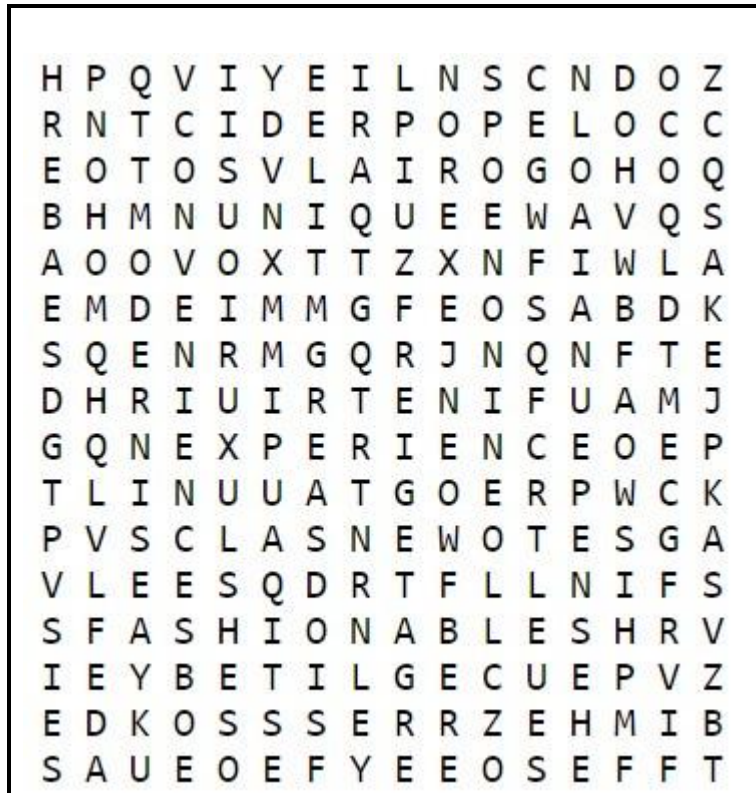 H P Q V I Y E I L N S C N D O Z
R N T C I D E R P O P E L O C C
E O T O S V L A I R O G O H O Q
B H M N U N I Q U E E W A V Q S
A O O V O X T T Z X N F I W L A
E M D E I M M G F E O S A B D K
S Q E N R M G Q R J N Q N F T E
D H R I U I R T E N I F U A M J
G Q N E X P E R I E N C E O E P
T L I N U U A T G O E R P W C K
P V S C L A S N E W O T E S G A
V L E E S Q D R T F L L N I F S
S F A S H I O N A B L E S H R V
I E Y B E T I L G E C U E P V Z
E D K O S S S E R R Z E H M I B
S A U E O E F Y E E O S E F F T